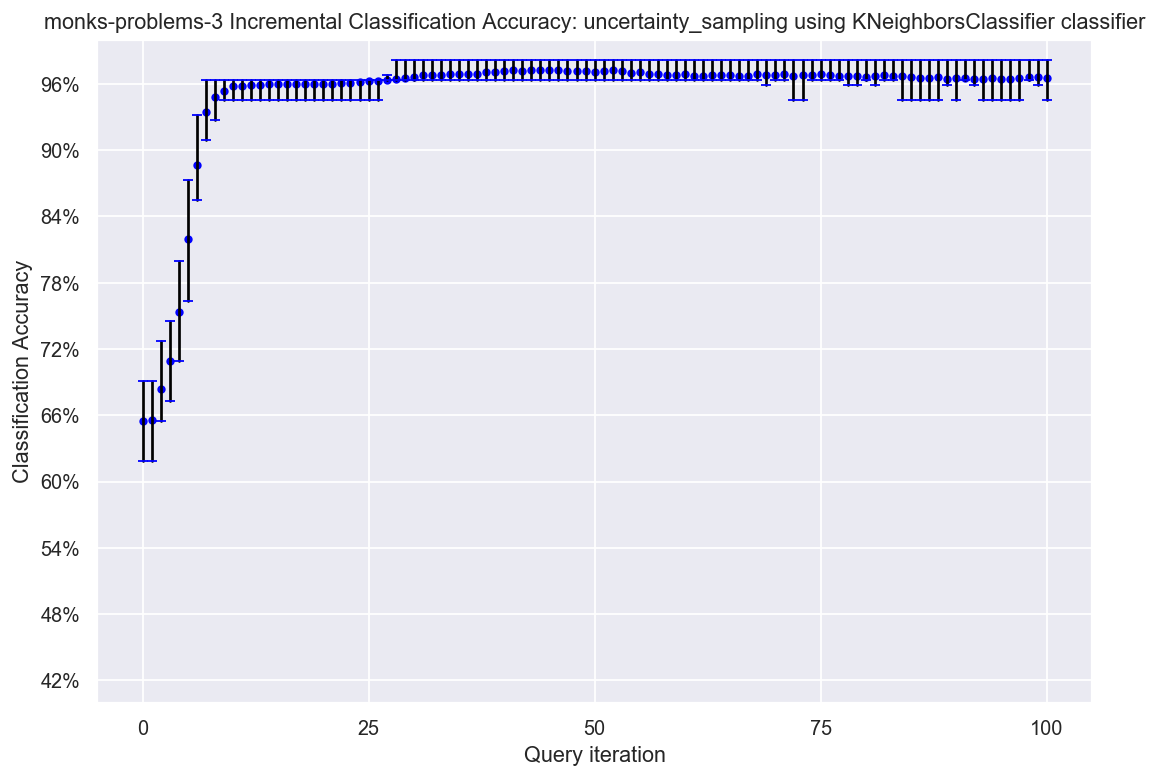 monks-problems-3 Incremental Classification Accuracy: uncertainty_sampling using KNeighborsClassifier classifier
96%
90%
84%
78%
72%
66%
60%
54%
48%
42%
Classification Accuracy
0 25 50 75 100
Query iteration